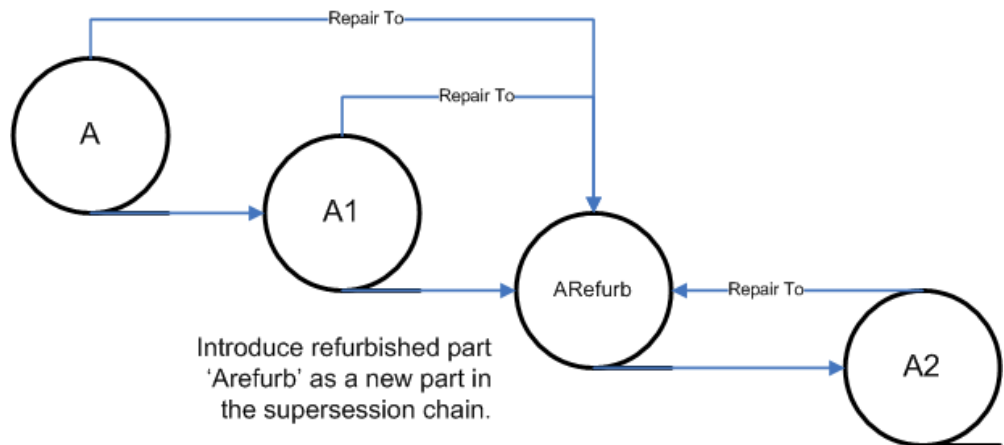 Repair To
A
Repair To
A1
ARefurb
Repair To
A2
Introduce refurbished part
‘Arefurb’ as a new part in
the supersession chain.